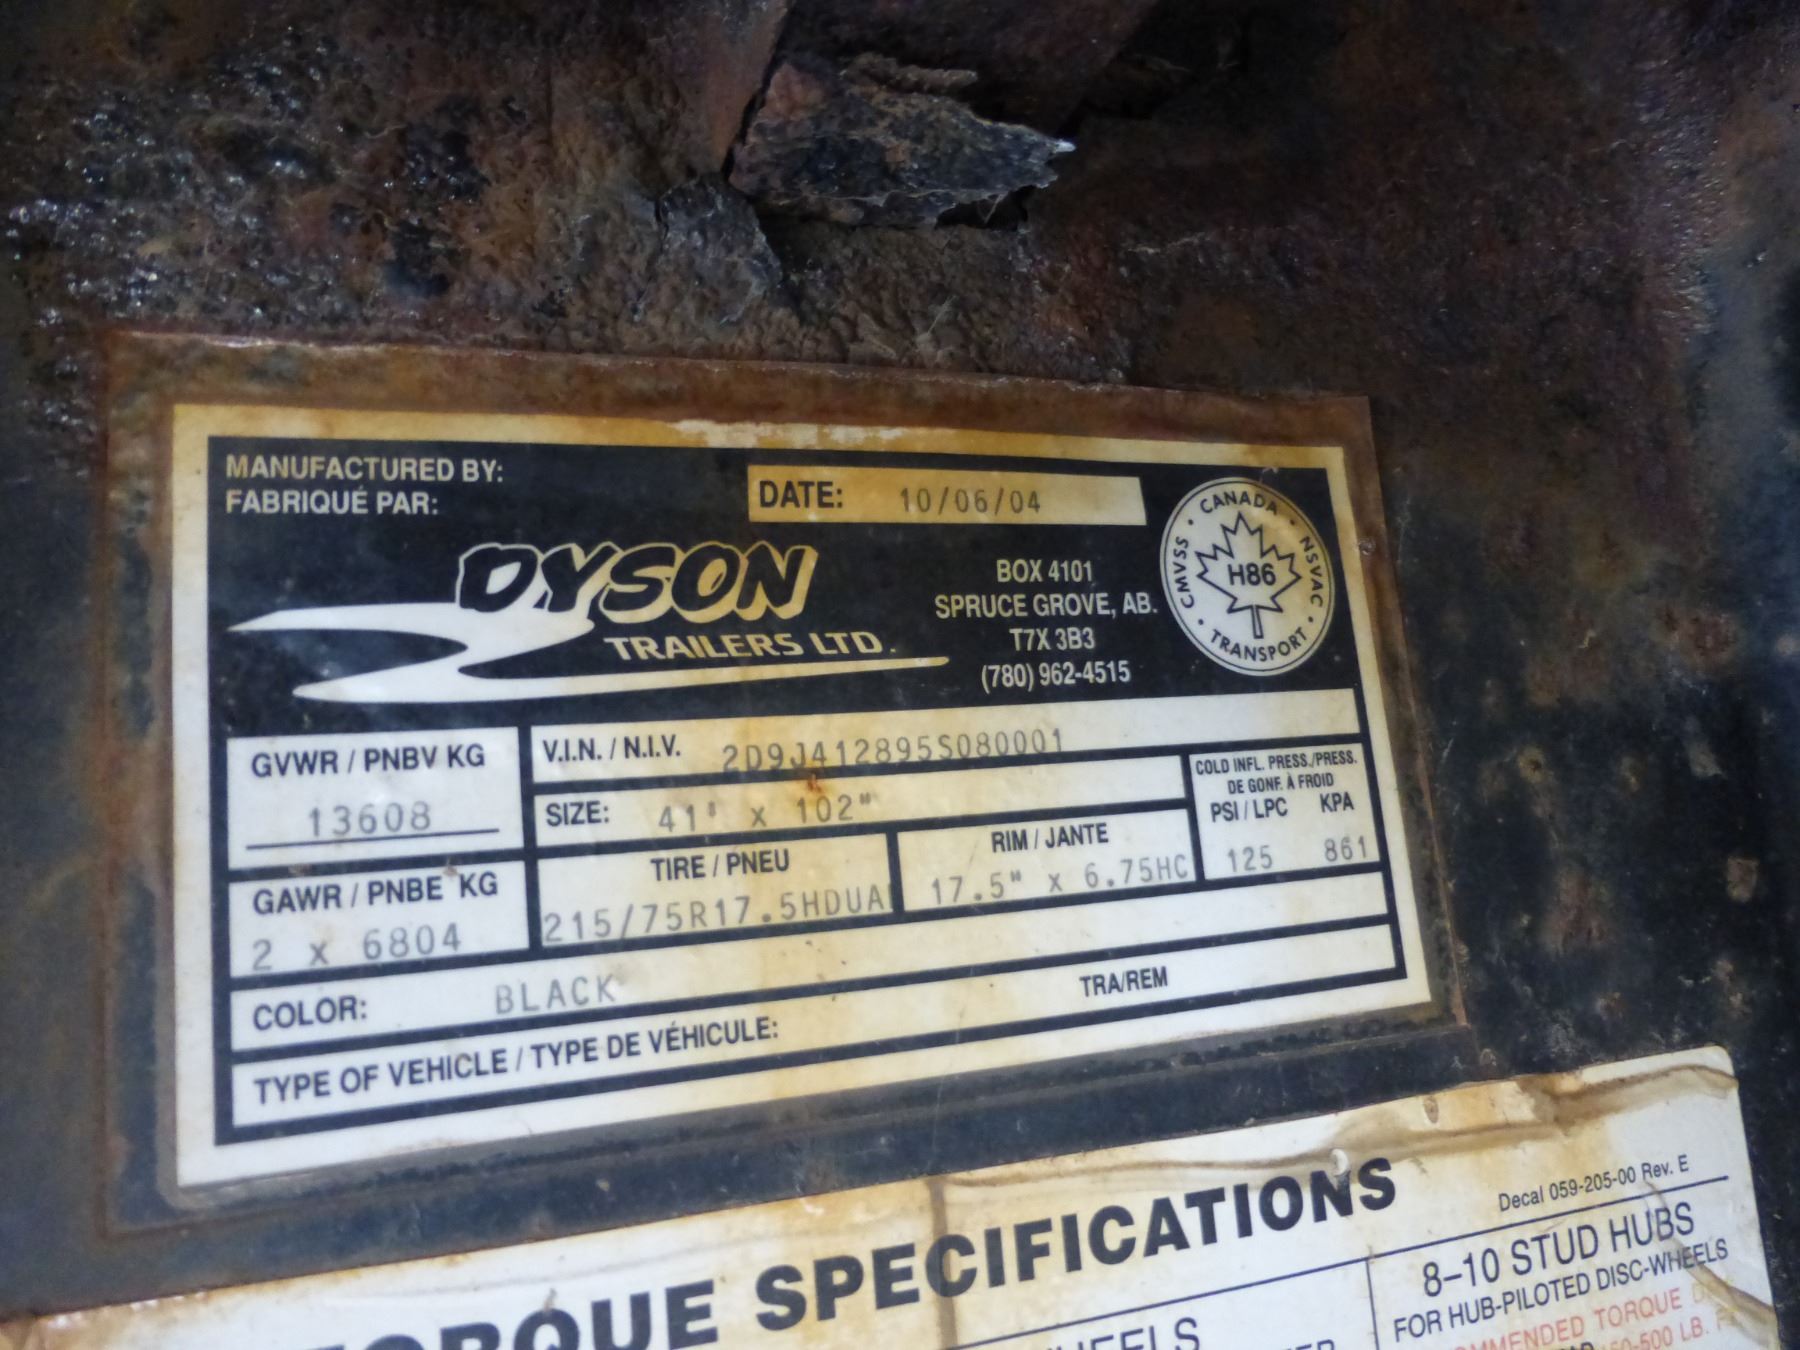 MANUFACTURED BY:
FABRIQUÉ PAR:
DATE: 10/06/04
DYSON
TRAILERS LTD.
BOX 4101
SPRUCE GROVE, AB.
T7X 3B3
(780) 962-4515
CANADA · NSVAC · TRANSPORT · CMVSS ·
H86
GVWR / PNBV KG
13608
V.I.N. / N.I.V. 2D9J412895S080001
SIZE: 41' x 102"
COLD INFL. PRESS./PRESS.
DE GONF. À FROID
PSI / LPC KPA
125 861
GAWR / PNBE KG
2 x 6804
TIRE / PNEU
215/75R17.5HDUAL
RIM / JANTE
17.5" x 6.75HC
COLOR: BLACK
TYPE OF VEHICLE / TYPE DE VÉHICULE: TRA/REM
TORQUE SPECIFICATIONS
Decal 059-205-00 Rev. E
8–10 STUD HUBS
FOR HUB-PILOTED DISC-WHEELS
TORQUE
LB.